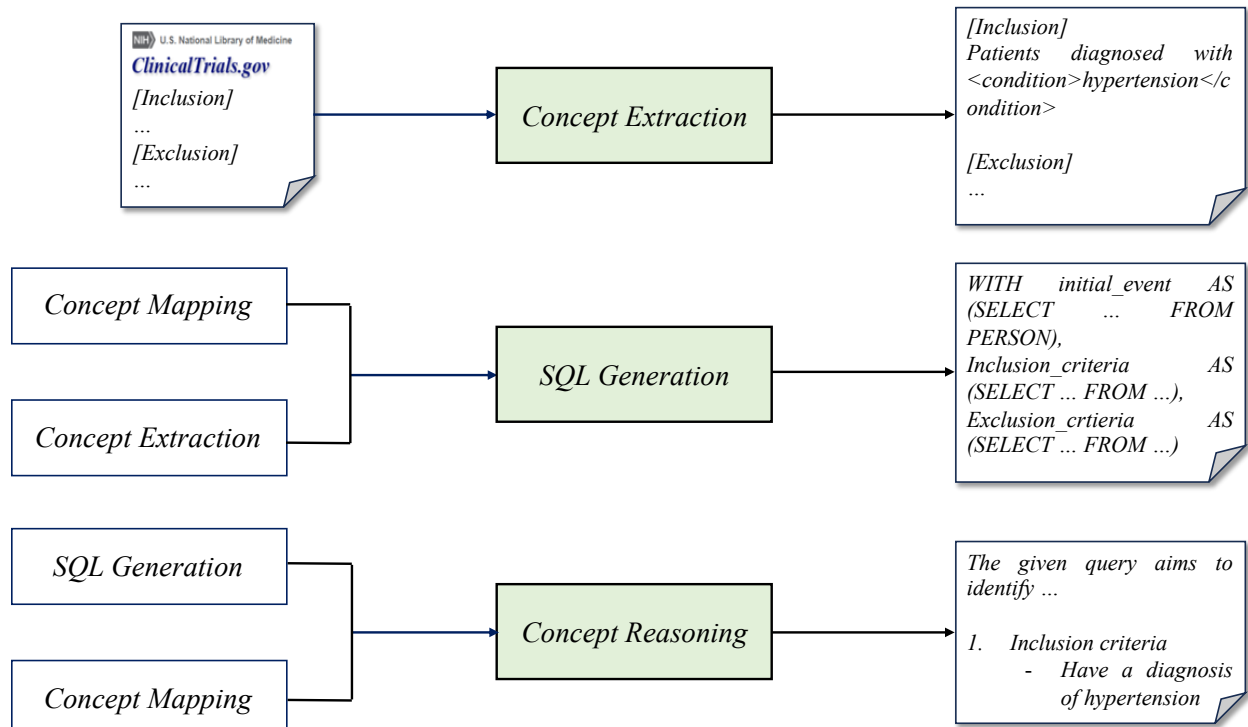 NIH U.S. National Library of Medicine
ClinicalTrials.gov
[Inclusion]
...
[Exclusion]
...
Concept Extraction
[Inclusion]
Patients diagnosed with
<condition>hypertension</c
ondition>
[Exclusion]
...
Concept Mapping
Concept Extraction
SQL Generation
WITH initial_event AS
(SELECT ... FROM
PERSON),
Inclusion_criteria AS
(SELECT ... FROM ...),
Exclusion_crtieria AS
(SELECT ... FROM ...)
SQL Generation
Concept Mapping
Concept Reasoning
The given query aims to
identify ...
1. Inclusion criteria
- Have a diagnosis
of hypertension